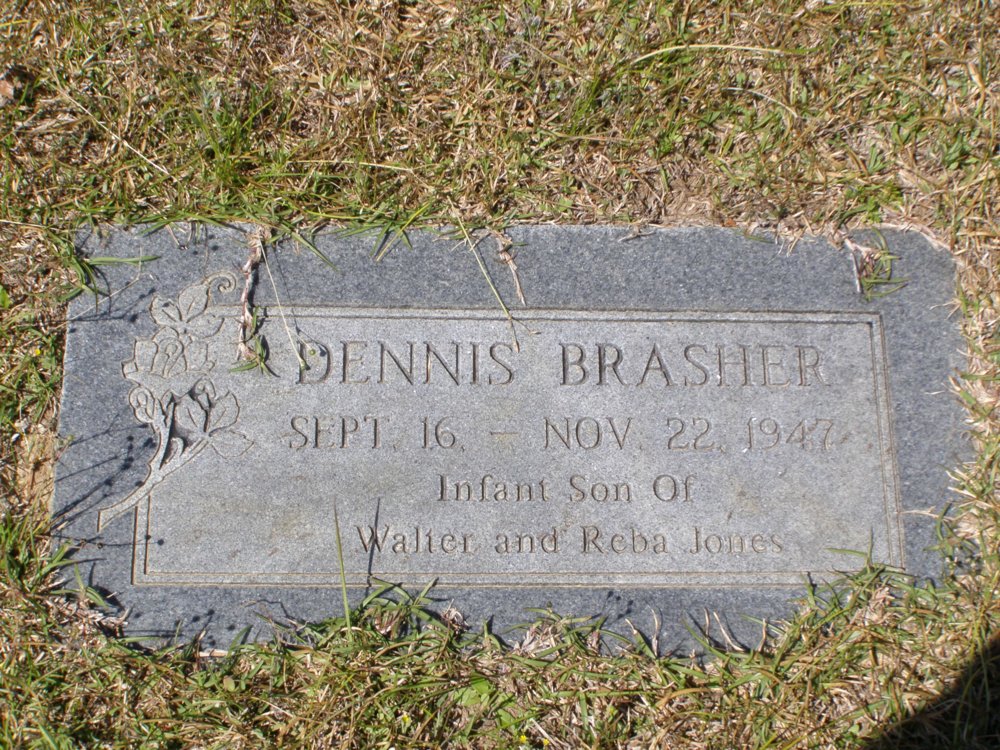 DENNIS BRASHER
SEPT. 16, – NOV. 22, 1947
Infant Son Of
Walter and Reba Jones